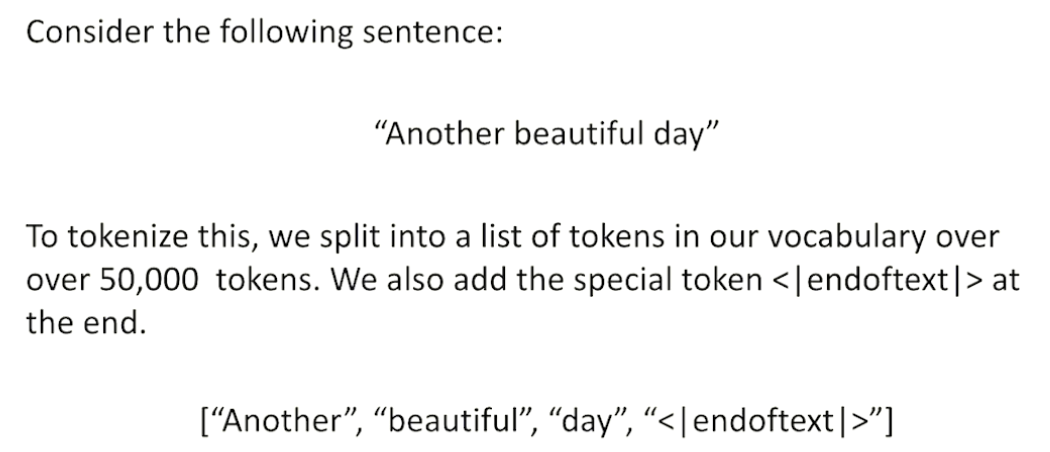 Consider the following sentence:
“Another beautiful day”
To tokenize this, we split into a list of tokens in our vocabulary over
over 50,000 tokens. We also add the special token <|endoftext|> at
the end.
[“Another”, “beautiful”, “day”, “<|endoftext|>”]